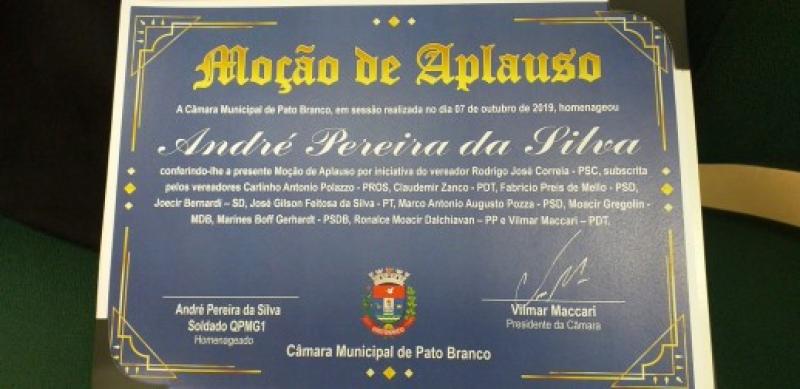 Moção de Aplauso
A Câmara Municipal de Pato Branco, em sessão realizada no dia 07 de outubro de 2019, homenageou
André Pereira da Silva
conferindo-lhe a presente Moção de Aplauso por iniciativa do vereador Rodrigo José Correia - PSC, subscrita
pelos vereadores Carlinho Antonio Polazzo - PROS, Claudemir Zanco - PDT, Fabricio Preis de Mello - PSD,
Joecir Bernardi – SD, José Gilson Feitosa da Silva - PT, Marco Antonio Augusto Pozza - PSD, Moacir Gregolin -
MDB, Marines Boff Gerhardt - PSDB, Ronalce Moacir Dalchiavan – PP e Vilmar Maccari – PDT.
André Pereira da Silva
Soldado QPMG1
Homenageado
Vilmar Maccari
Presidente da Câmara
Câmara Municipal de Pato Branco